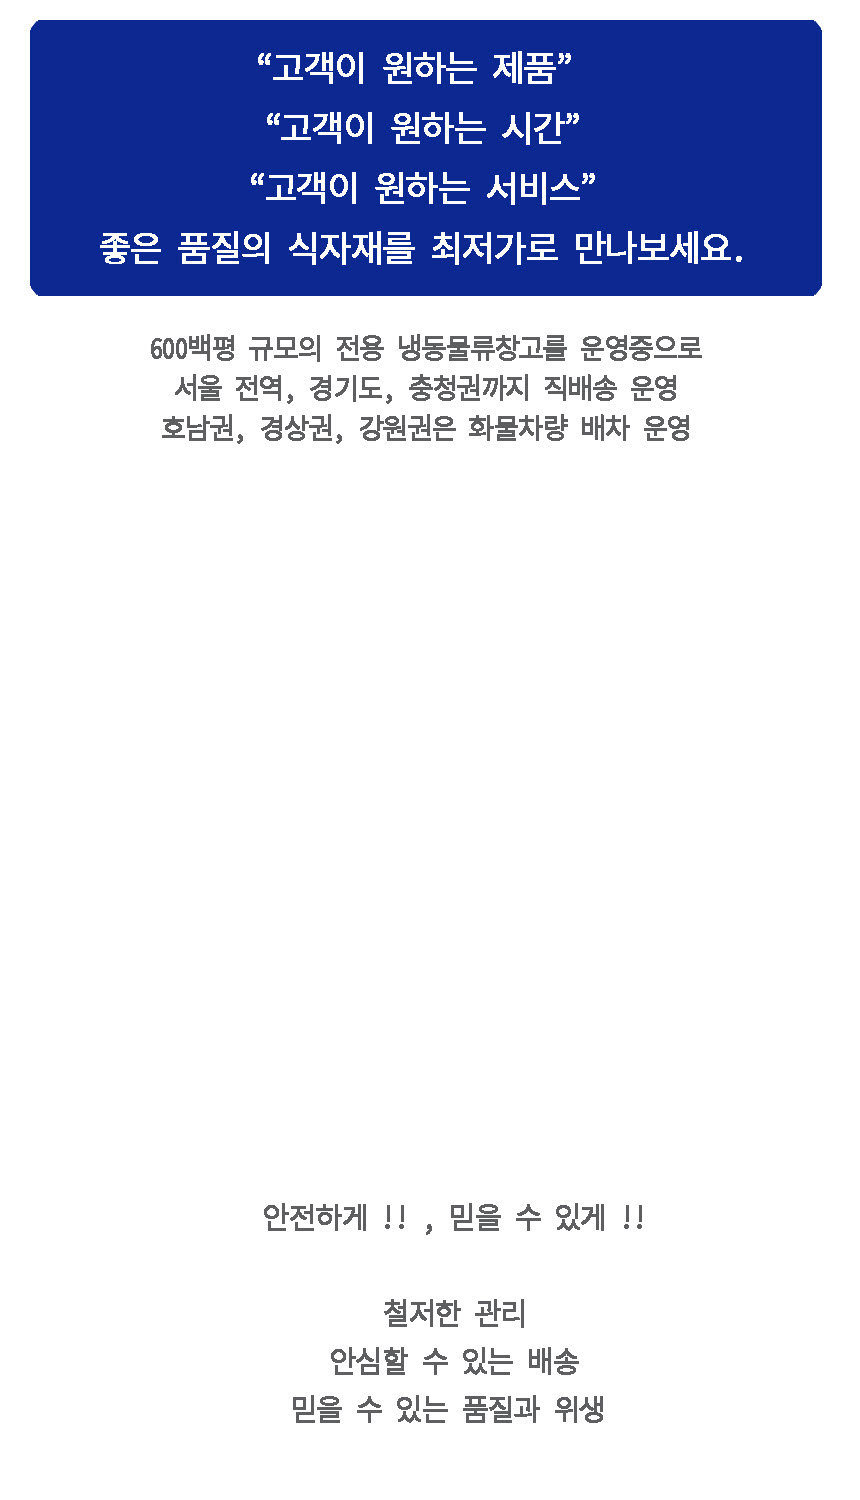 “고객이 원하는 제품”
“고객이 원하는 시간”
“고객이 원하는 서비스”
좋은 품질의 식자재를 최저가로 만나보세요.
600백평 규모의 전용 냉동물류창고를 운영중으로
서울 전역, 경기도, 충청권까지 직배송 운영
호남권, 경상권, 강원권은 화물차량 배차 운영
안전하게 !! , 믿을 수 있게 !!
철저한 관리
안심할 수 있는 배송
믿을 수 있는 품질과 위생